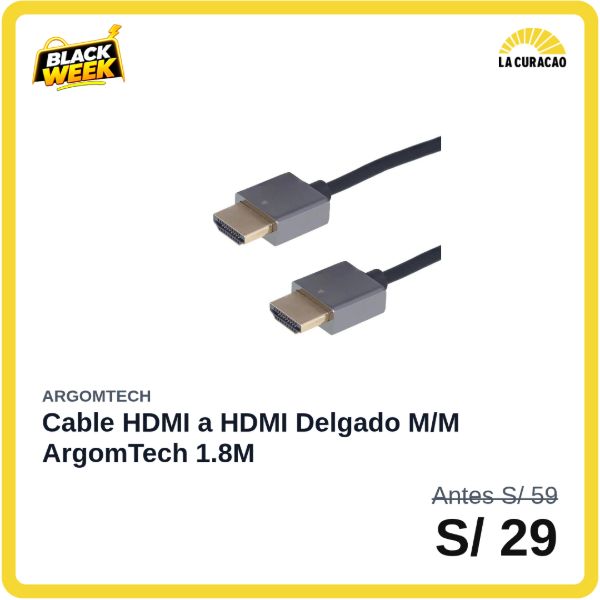 BLACK
WEEK
LA CURACAO
ARGOMTECH
Cable HDMI a HDMI Delgado M/M
ArgomTech 1.8M
Antes S/ 59
S/ 29